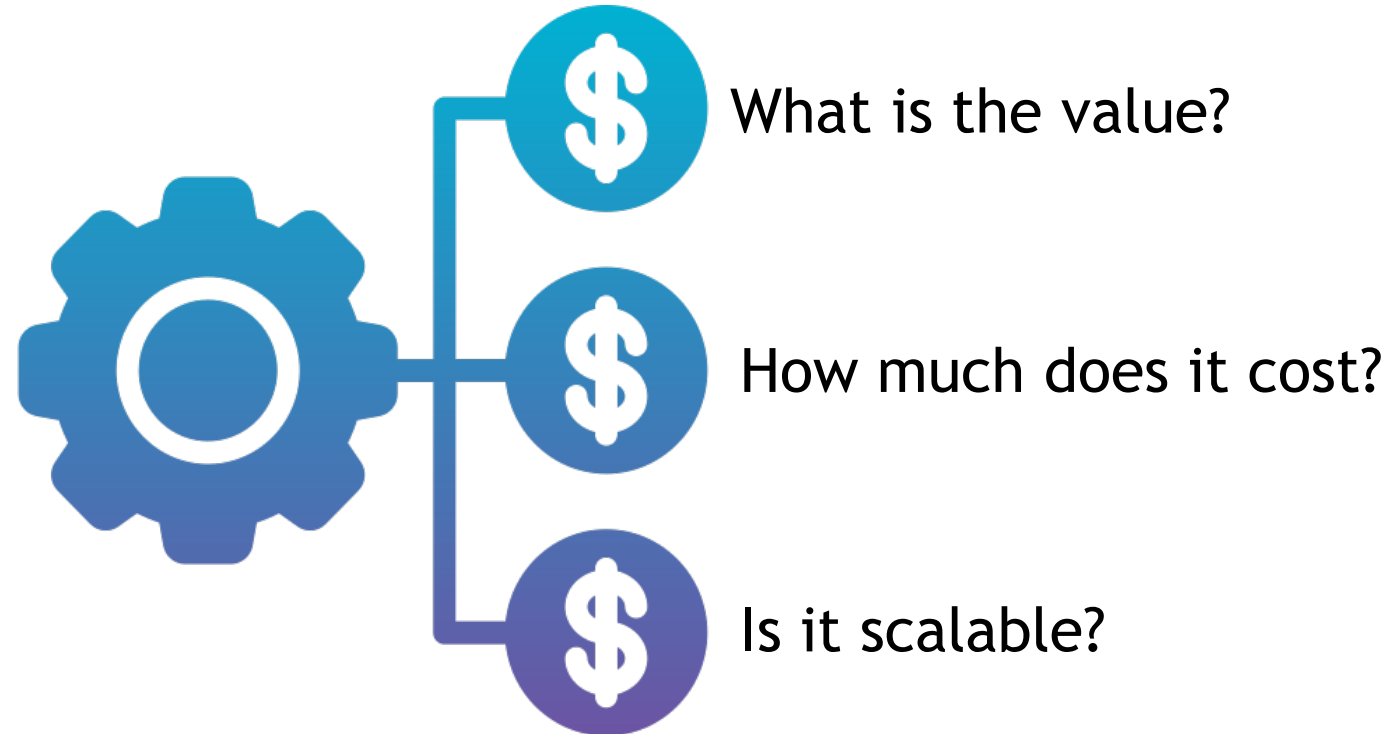 $
What is the value?
$
How much does it cost?
$
Is it scalable?